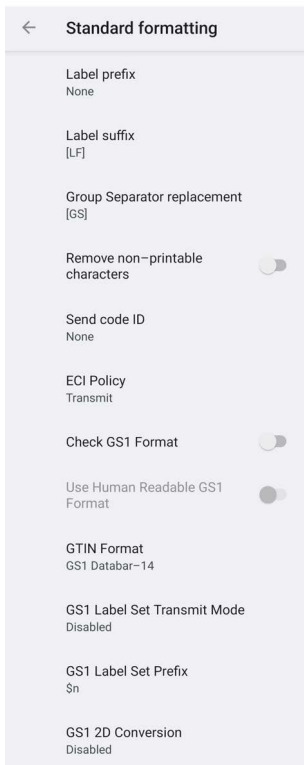 Standard formatting
Label prefix
None
Label suffix
[LF]
Group Separator replacement
[GS]
Remove non-printable
characters
Send code ID
None
ECI Policy
Transmit
Check GS1 Format
Use Human Readable GS1
Format
GTIN Format
GS1 Databar-14
GS1 Label Set Transmit Mode
Disabled
GS1 Label Set Prefix
$n
GS1 2D Conversion
Disabled